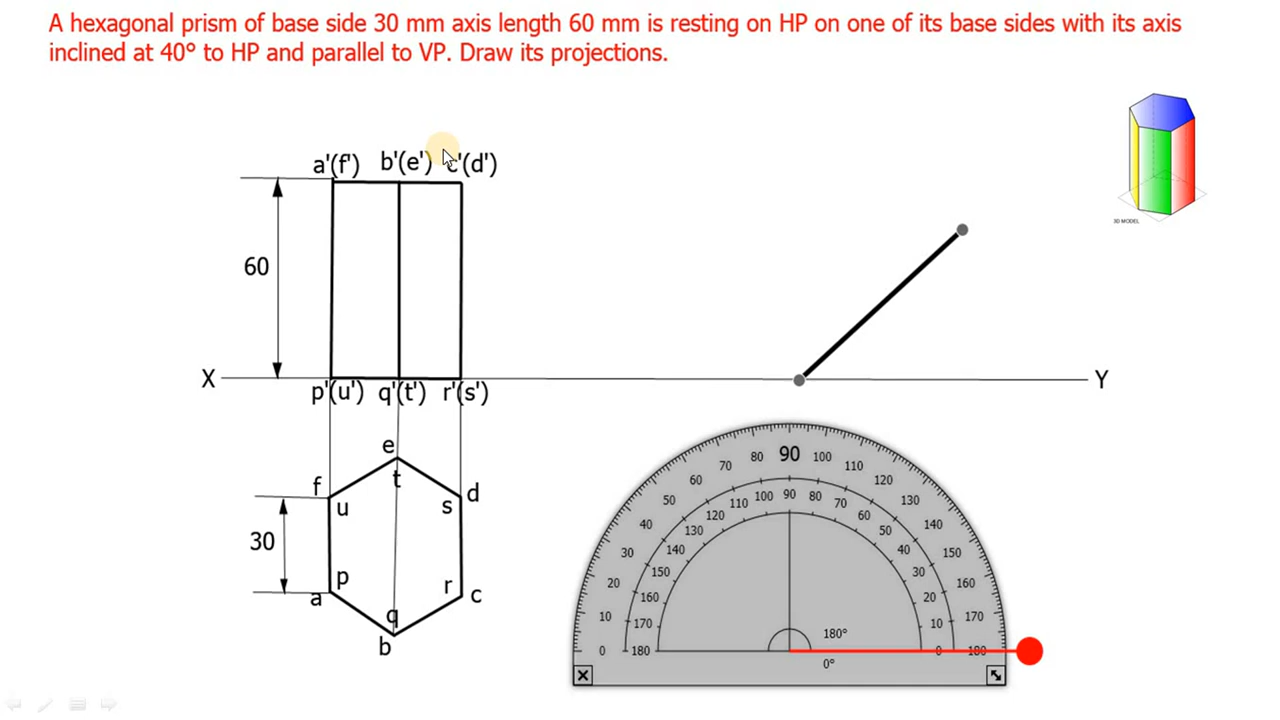 A hexagonal prism of base side 30 mm axis length 60 mm is resting on HP on one of its base sides with its axis
inclined at 40° to HP and parallel to VP. Draw its projections.
a'(f') b'(e') c'(d')
60
3D MODEL
X
Y
p'(u') q'(t') r'(s')
e
t
f
u
d
s
30
p
a
r
c
q
b
0 10 20 30 40 50 60 70 80 90 100 110 120 130 140 150 160 170 180
180 170 160 150 140 130 120 110 100 90 80 70 60 50 40 30 20 10 0
180°
0°